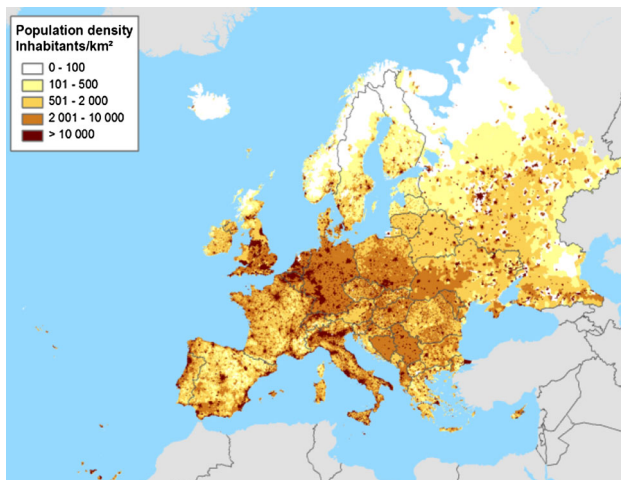 Population density
Inhabitants/km²
0 - 100
101 - 500
501 - 2 000
2 001 - 10 000
> 10 000